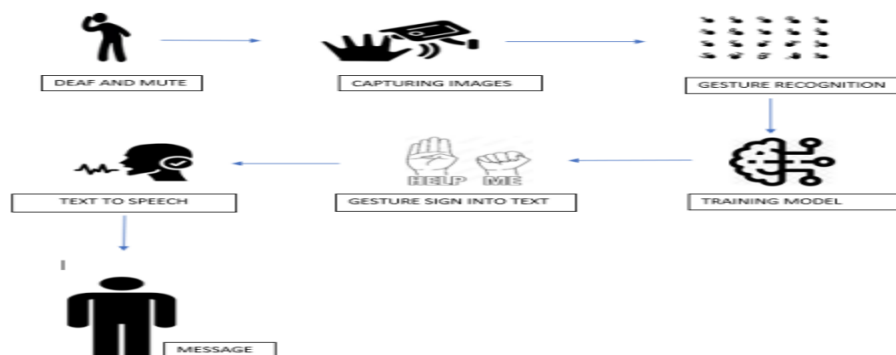 DEAF AND MUTE
CAPTURING IMAGES
GESTURE RECOGNITION
HELP ME
TEXT TO SPEECH
GESTURE SIGN INTO TEXT
TRAINING MODEL
MESSAGE